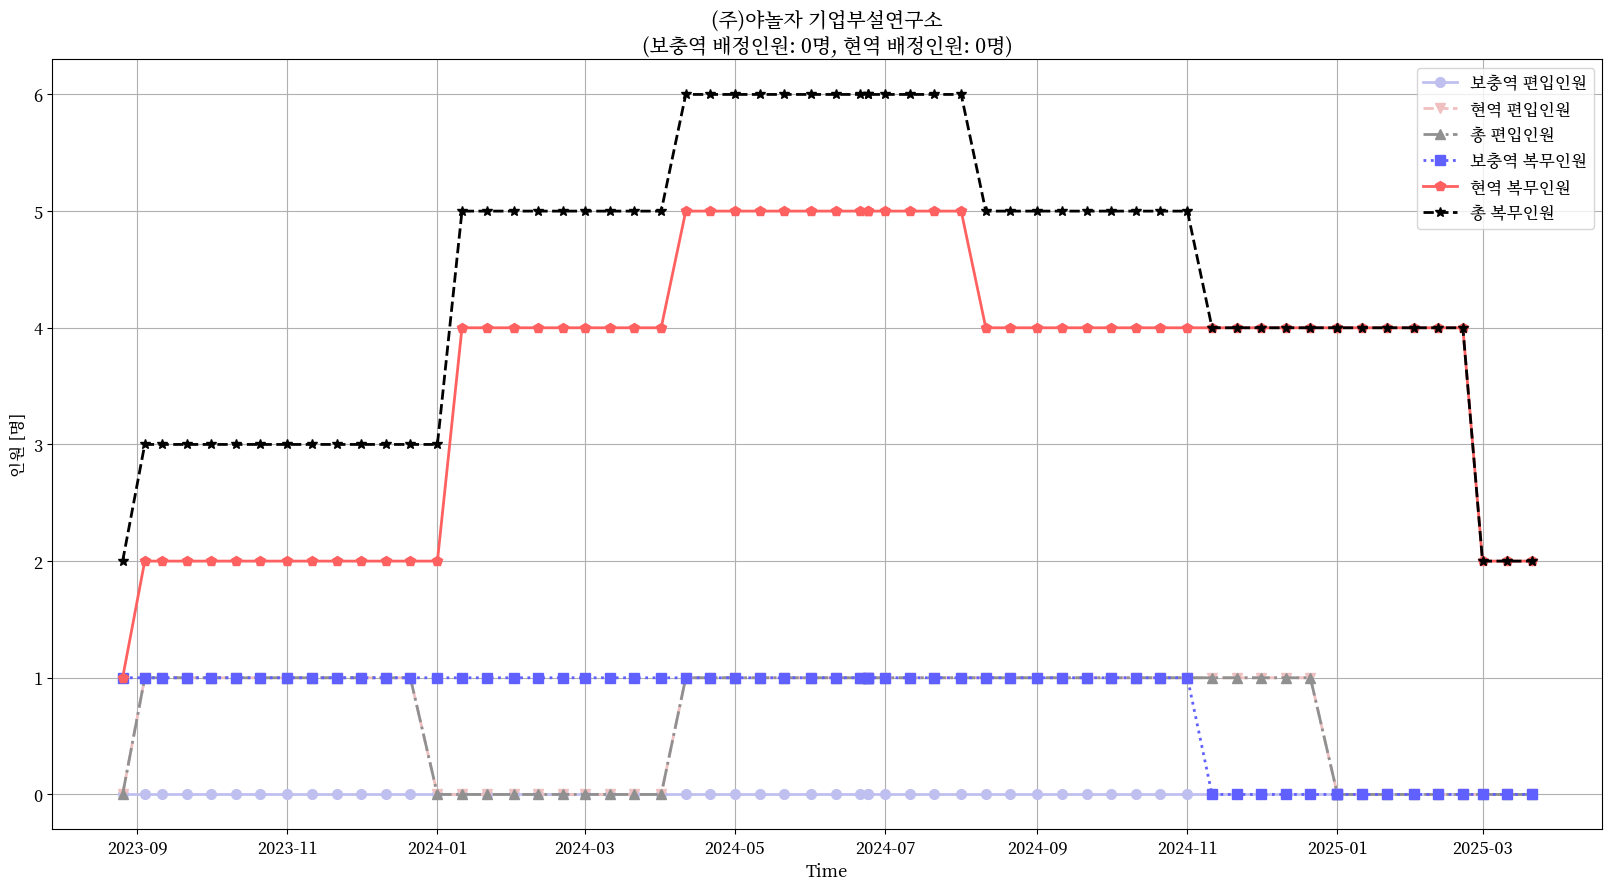 (주)야놀자 기업부설연구소
(보충역 배정인원: 0명, 현역 배정인원: 0명)
보충역 편입인원
현역 편입인원
총 편입인원
보충역 복무인원
현역 복무인원
총 복무인원
인원 [명]
6
5
4
3
2
1
0
2023-09 2023-11 2024-01 2024-03 2024-05 2024-07 2024-09 2024-11 2025-01 2025-03
Time